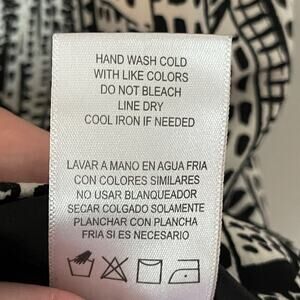 HAND WASH COLD
WITH LIKE COLORS
DO NOT BLEACH
LINE DRY
COOL IRON IF NEEDED
LAVAR A MANO EN AGUA FRIA
CON COLORES SIMILARES
NO USAR BLANQUEADOR
SECAR COLGADO SOLAMENTE
PLANCHAR CON PLANCHA
FRIA SI ES NECESARIO